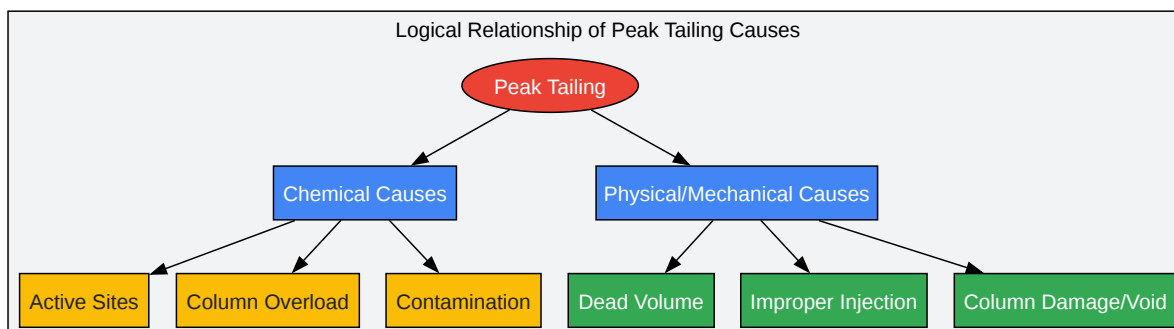 Logical Relationship of Peak Tailing Causes
Peak Tailing
Chemical Causes
Physical/Mechanical Causes
Active Sites
Column Overload
Contamination
Dead Volume
Improper Injection
Column Damage/Void